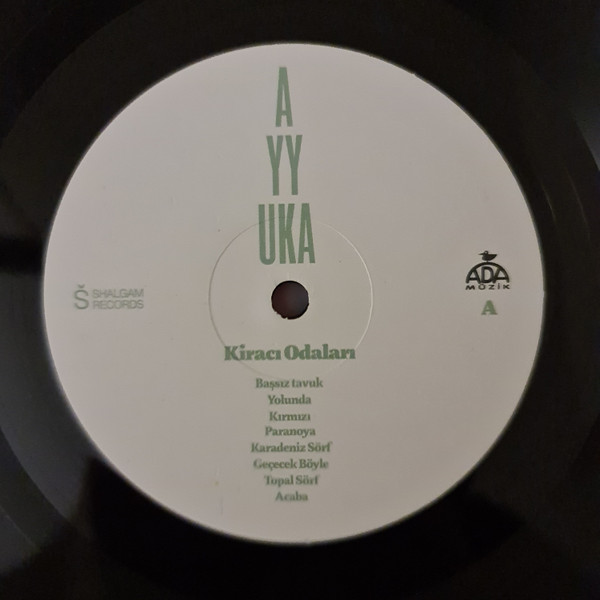 A
YY
UKA
Š SHALGAM
RECORDS
ADA
MÜZİK
A
Kiracı Odaları
Başsız tavuk
Yolunda
Kırmızı
Paranoya
Karadeniz Sörf
Geçecek Böyle
Topal Sörf
Acaba